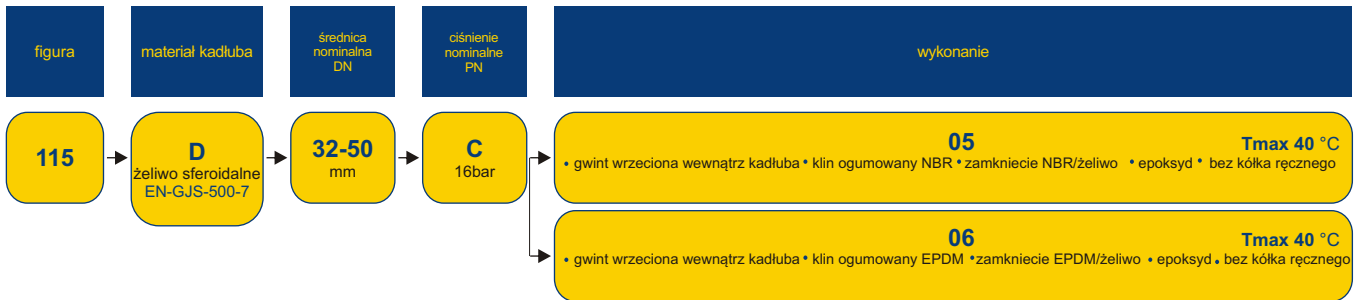 figura
materiał kadłuba
średnica
nominalna
DN
ciśnienie
nominalne
PN
wykonanie
115
D
żeliwo sferoidalne
EN-GJS-500-7
32-50
mm
C
16bar
05 Tmax 40 °C
• gwint wrzeciona wewnątrz kadłuba • klin ogumowany NBR • zamkniecie NBR/żeliwo • epoksyd • bez kółka ręcznego
06 Tmax 40 °C
• gwint wrzeciona wewnątrz kadłuba • klin ogumowany EPDM • zamkniecie EPDM/żeliwo • epoksyd • bez kółka ręcznego